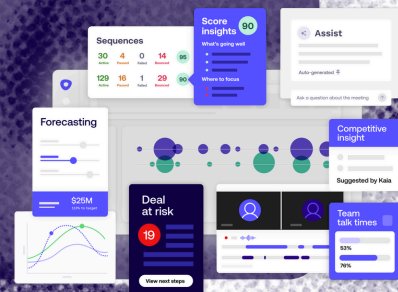 Sequences
30 4 0 14 95
Active Paused Failed Bounced
129 16 1 29 90
Active Paused Failed Bounced
Score
insights 90
What's going well
Where to focus
Assist
Auto-generated
Ask a question about the meeting
Forecasting
$25M
Deal
at risk
19
View next steps
Competitive
insight
Suggested by Kaia
Team
talk times
53%
76%